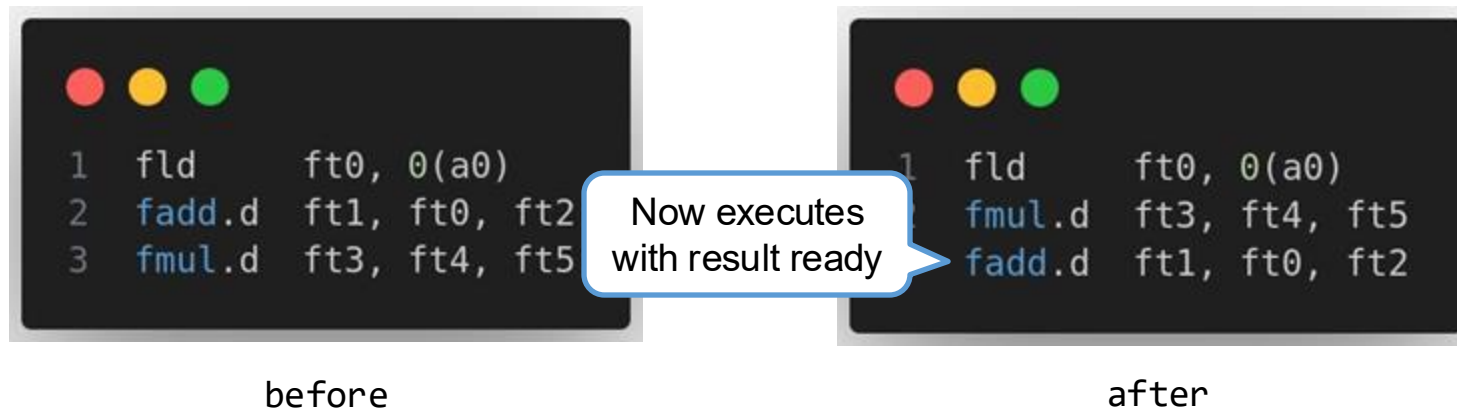 1 fld ft0, 0(a0)
2 fadd.d ft1, ft0, ft2
3 fmul.d ft3, ft4, ft5
before
Now executes
with result ready
1 fld ft0, 0(a0)
fmul.d ft3, ft4, ft5
fadd.d ft1, ft0, ft2
after